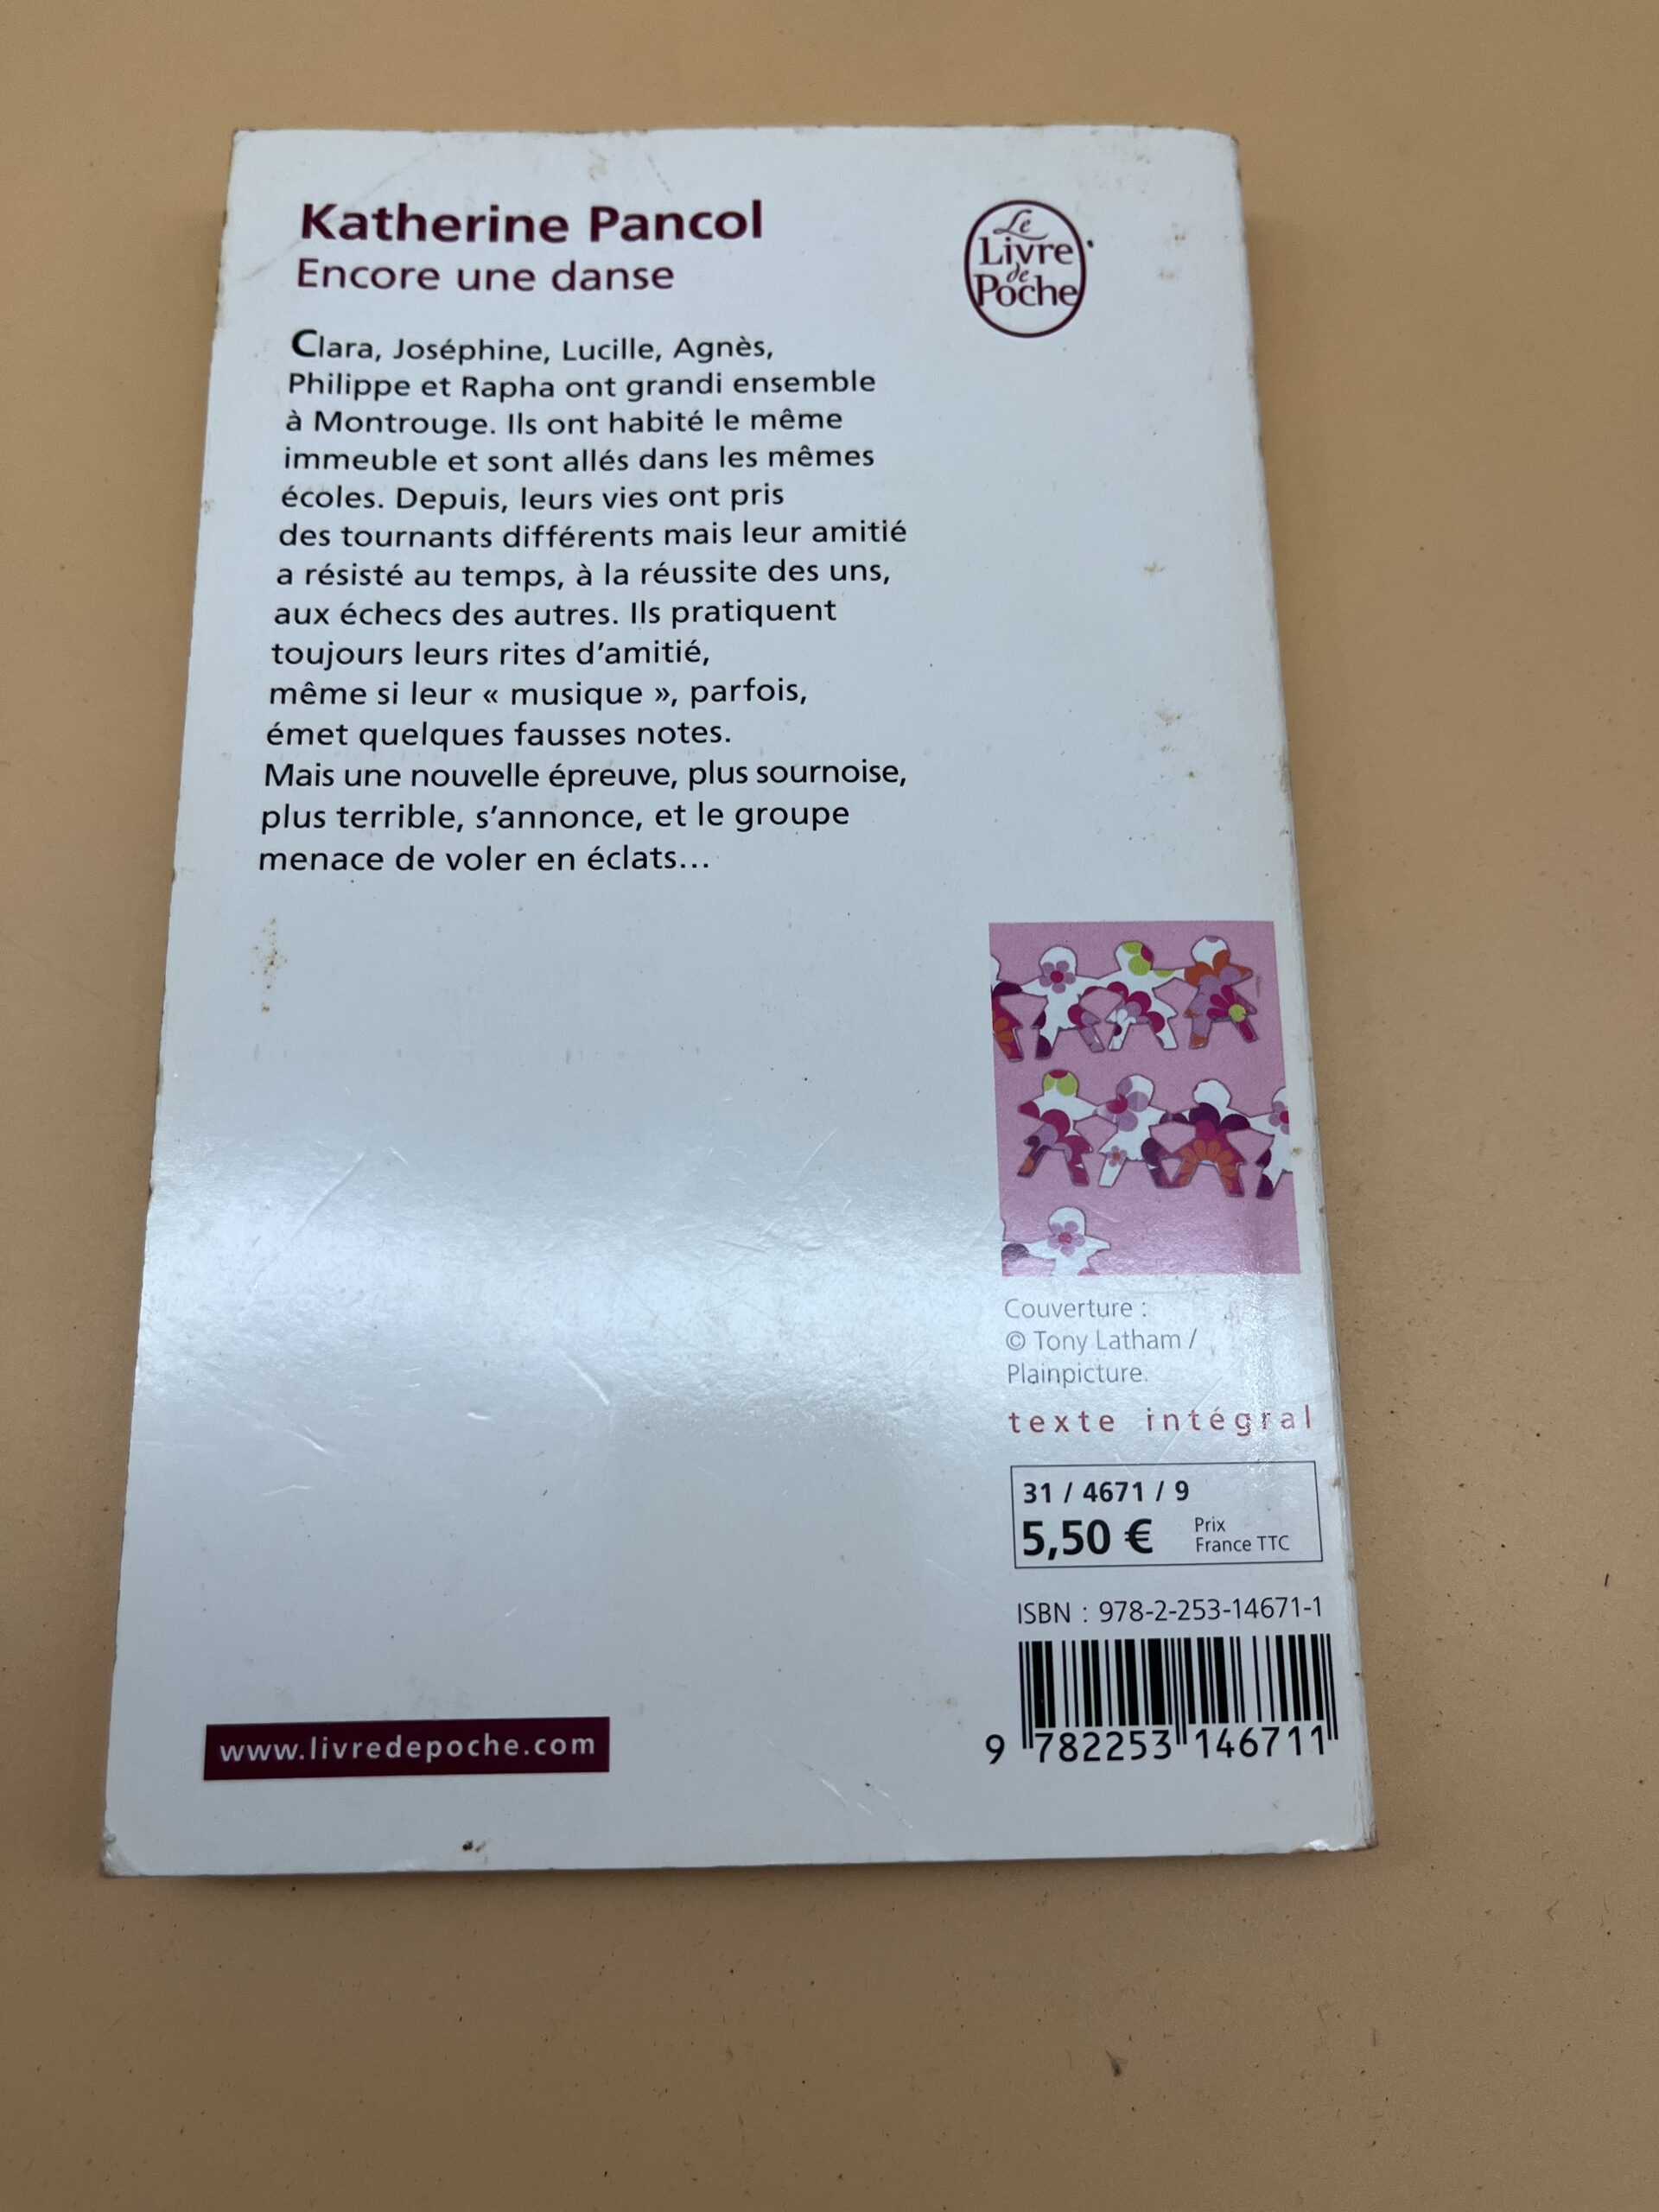 Katherine Pancol
Encore une danse
Le
Livre
de
Poche
Clara, Joséphine, Lucille, Agnès,
Philippe et Rapha ont grandi ensemble
à Montrouge. Ils ont habité le même
immeuble et sont allés dans les mêmes
écoles. Depuis, leurs vies ont pris
des tournants différents mais leur amitié
a résisté au temps, à la réussite des uns,
aux échecs des autres. Ils pratiquent
toujours leurs rites d’amitié,
même si leur « musique », parfois,
émet quelques fausses notes.
Mais une nouvelle épreuve, plus sournoise,
plus terrible, s’annonce, et le groupe
menace de voler en éclats…
Couverture :
© Tony Latham /
Plainpicture.
texte intégral
31 / 4671 / 9
5,50 € Prix
France TTC
ISBN : 978-2-253-14671-1
9 782253 146711
www.livredepoche.com